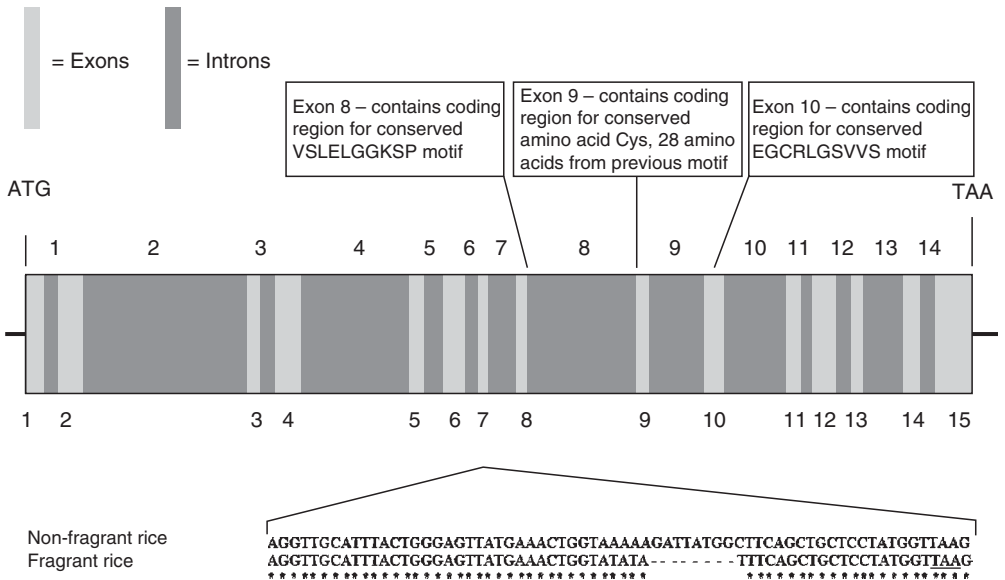 = Exons
= Introns
Exon 8 – contains coding
region for conserved
VSLELGGKSP motif
Exon 9 – contains coding
region for conserved
amino acid Cys, 28 amino
acids from previous motif
Exon 10 – contains coding
region for conserved
EGCRLGSVVS motif
ATG
TAA
1 2 3 4 5 6 7 8 9 10 11 12 13 14
1 2 3 4 5 6 7 8 9 10 11 12 13 14 15
Non-fragrant rice AGGTTGCATTTACTGGGAGTTATGAAACTGGTAAAAAGATTATGGCTTCAGCTGCTCCTATGGTTAAG
Fragrant rice AGGTTGCATTTACTGGGAGTTATGAAACTGGTATATA--------TTTCAGCTGCTCCTATGGTTAAG